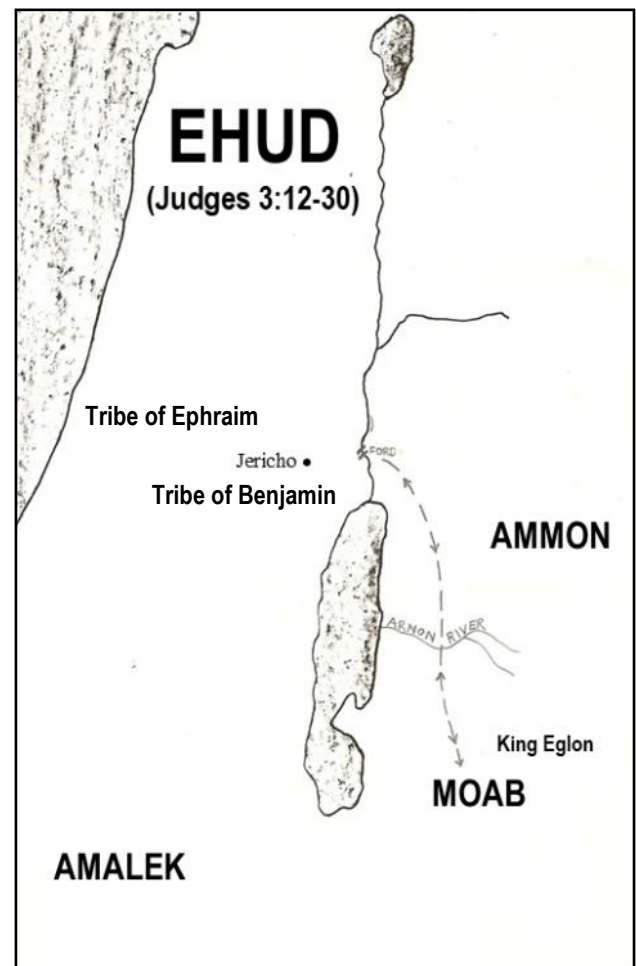 EHUD
(Judges 3:12-30)
Tribe of Ephraim
Jericho
FORD
Tribe of Benjamin
AMMON
ARNON RIVER
King Eglon
MOAB
AMALEK